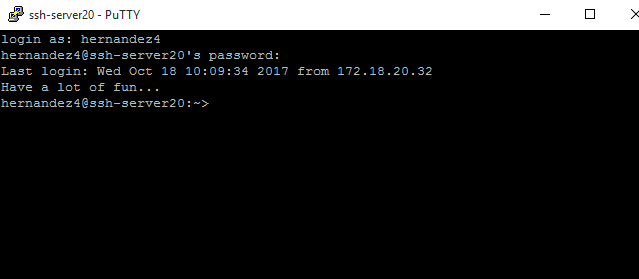 ssh-server20 - PuTTY
login as: hernandez4
hernandez4@ssh-server20's password:
Last login: Wed Oct 18 10:09:34 2017 from 172.18.20.32
Have a lot of fun...
hernandez4@ssh-server20:~>